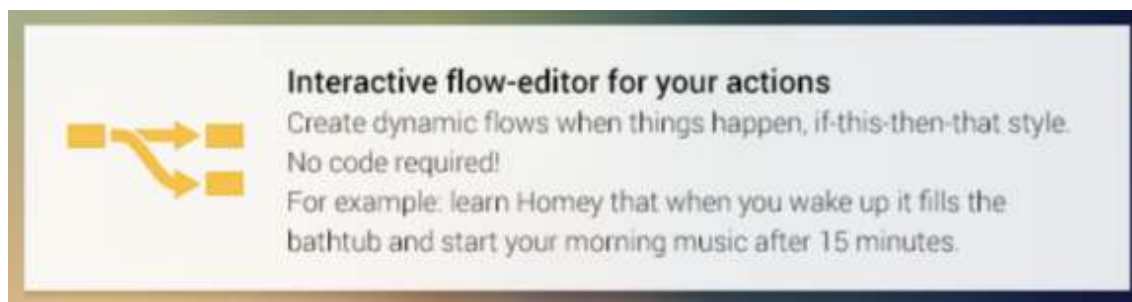 Interactive flow-editor for your actions
Create dynamic flows when things happen, if-this-then-that style.
No code required!
For example: learn Homey that when you wake up it fills the
bathtub and start your morning music after 15 minutes.